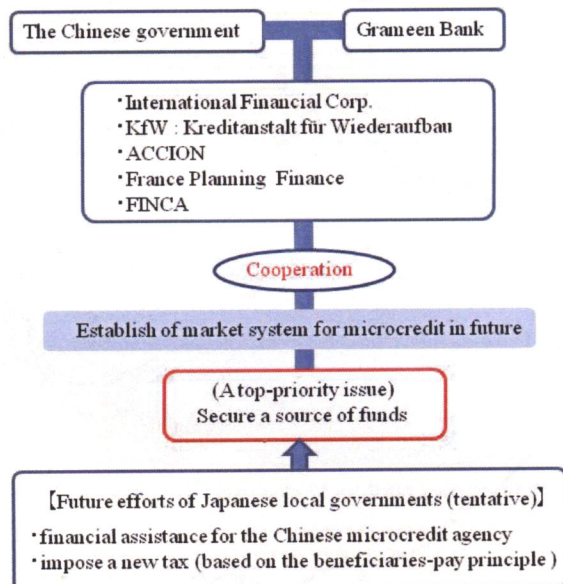 The Chinese government
Grameen Bank
・International Financial Corp.
・KfW : Kreditanstalt für Wiederaufbau
・ACCION
・France Planning Finance
・FINCA
Cooperation
Establish of market system for microcredit in future
(A top-priority issue)
Secure a source of funds
【Future efforts of Japanese local governments (tentative)】
・financial assistance for the Chinese microcredit agency
・impose a new tax (based on the beneficiaries-pay principle )